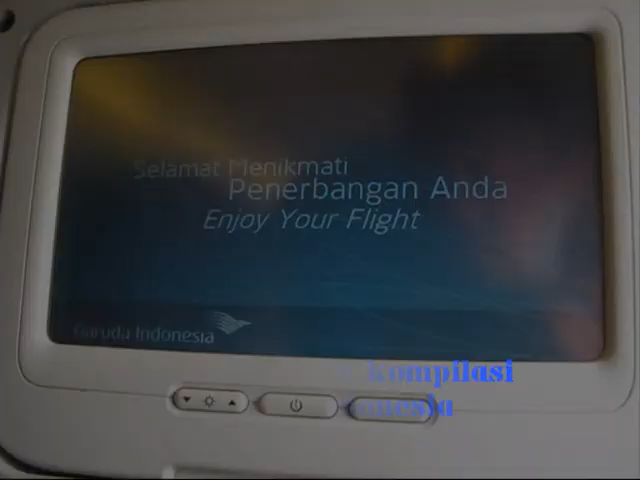 Selamat Menikmati
Penerbangan Anda
Enjoy Your Flight
Garuda Indonesia
kompilasi